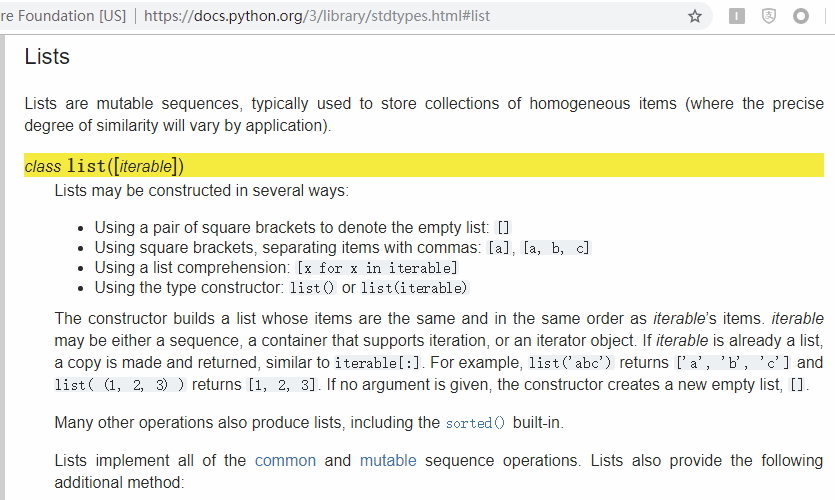 re Foundation [US] | https://docs.python.org/3/library/stdtypes.html#list
Lists
Lists are mutable sequences, typically used to store collections of homogeneous items (where the precise
degree of similarity will vary by application).
class list([iterable])
Lists may be constructed in several ways:
• Using a pair of square brackets to denote the empty list: []
• Using square brackets, separating items with commas: [a], [a, b, c]
• Using a list comprehension: [x for x in iterable]
• Using the type constructor: list() or list(iterable)
The constructor builds a list whose items are the same and in the same order as iterable's items. iterable
may be either a sequence, a container that supports iteration, or an iterator object. If iterable is already a list,
a copy is made and returned, similar to iterable[:]. For example, list('abc') returns ['a', 'b', 'c'] and
list( (1, 2, 3) ) returns [1, 2, 3]. If no argument is given, the constructor creates a new empty list, [].
Many other operations also produce lists, including the sorted() built-in.
Lists implement all of the common and mutable sequence operations. Lists also provide the following
additional method: